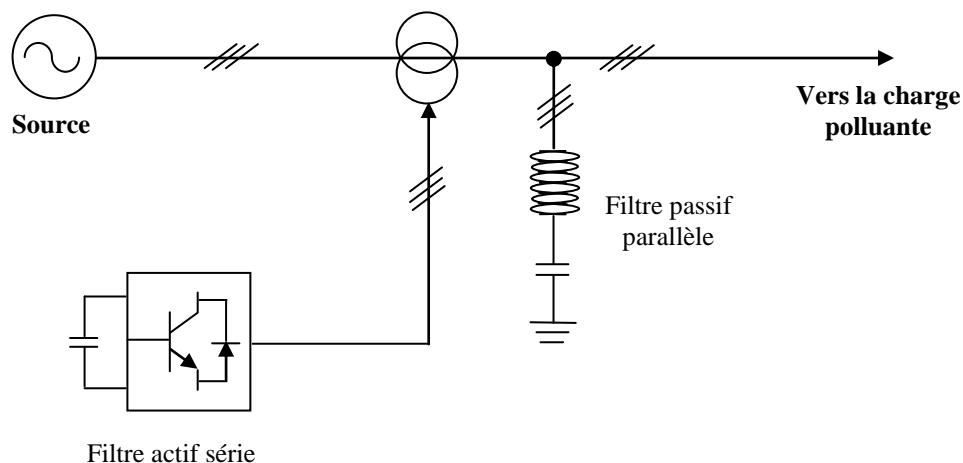 Source
Vers la charge
polluante
Filtre passif
parallèle
Filtre actif série